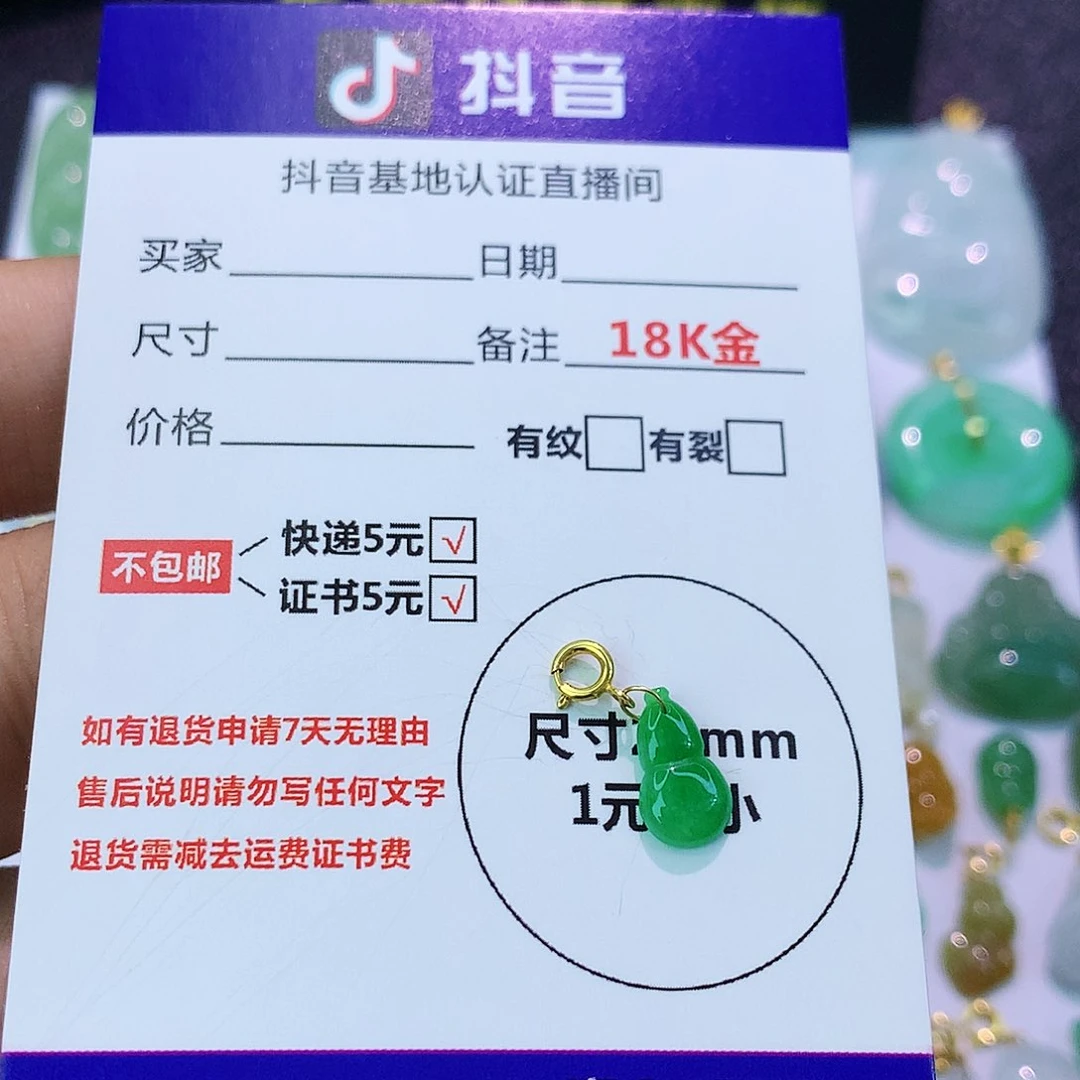 抖音
抖音基地认证直播间
买家 日期
尺寸 备注 18K金
价格 有纹 有裂
快递5元 √
不包邮
证书5元 √
如有退货申请7天无理由
售后说明请勿写任何文字
退货需减去运费证书费
尺寸 mm
1元 小